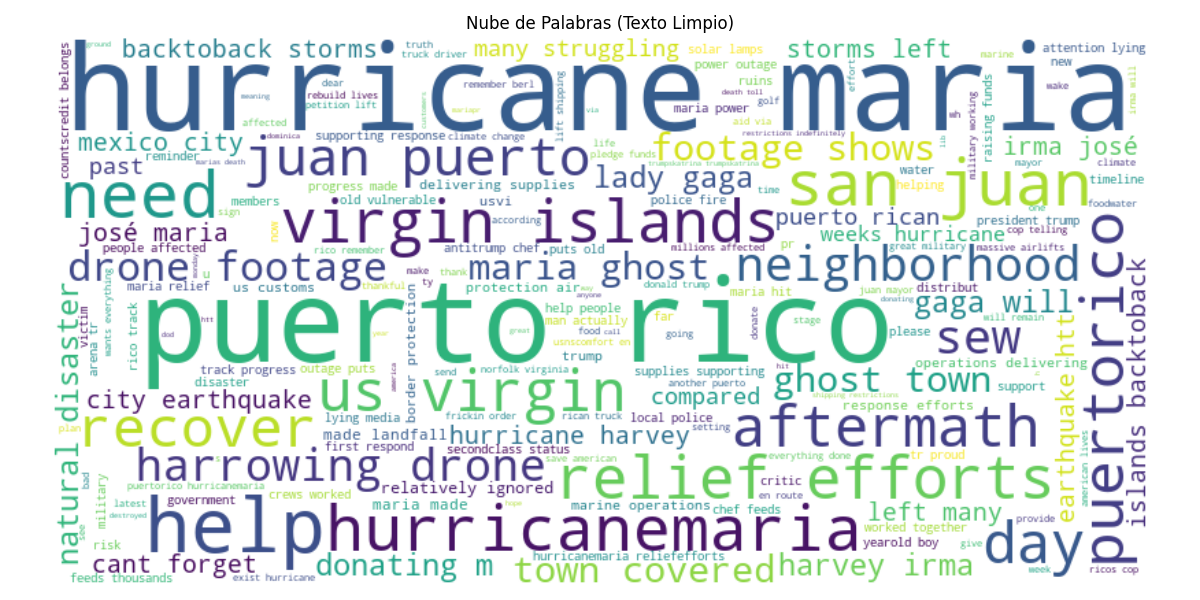 Nube de Palabras (Texto Limpio)
backtoback storms
truth
truck driver
many struggling
solar lamps
storms left
attention lying
new
ground
hurricane maria
dear
rebuild lives
petition lift
meaning
remember berl
power outage
ruins
death toll
golf
maria power
aid via
effort
wake
marine
irma will
countscredit belongs
affected
customers
mariapr
lift shipping
via
wh
raising funds
military working
mexico city
dominica
supporting response
climate change
restrictions indefinitely
past
reminder
marias death
juan puerto
life
pledge funds
footage shows
irma josé
mayor
climate
trumpskatrina trumpskatrina
need
progress made
delivering supplies
lady gaga
water
helping
san juan
timeline
members
old vulnerable
usvi
police fire
time
one
foodwater
sign
now
virgin islands
according
puerto rican
president trump
josé maria
weeks hurricane
cop telling
people affected
rico remember
antitrump chef
puts old
millions affected
pr
great military
massive airlifts
drone footage
u
monday
make
ty
thank
maria ghost
neighborhood
maria relief
us customs
thankful
protection air
way
donald trump
maria hit
juan mayor
distribut
donating
gaga will
puertorico
islands backtoback
natural disaster
victim
arena tr
wants everything
rico track
dod
htt
puerto rico
border protection
year
america
great
help people
anyone
man actually
far
usnscomfort en
food
call
going
donate
stage
please
will remain
sew
earthquake htt
track progress
outage puts
trump
disaster
send
norfolk virginia
supplies supporting
hit
operations delivering
another puerto
ghost town
support
city earthquake
us virgin
compared
shipping restrictions
response efforts
plan
recover
lying media
frickin order
rican truck
local police
setting
aftermath
made landfall
hurricane harvey
first respond
secondclass status
tr proud
everything done
american lives
bad
see
s
harrowing drone
save american
relief efforts
critic
en route
puertorico hurricanemaria
relatively ignored
government
crews worked
latest
destroyed
military
maria made
hope
marine operations
chef feeds
left many
worked together
provide
risk
help
hurricanemaria
yearold boy
give
day
cant forget
hurricanemaria reliefefforts
donating m
town covered
harvey irma
week
ricos cop
feeds thousands
exist hurricane